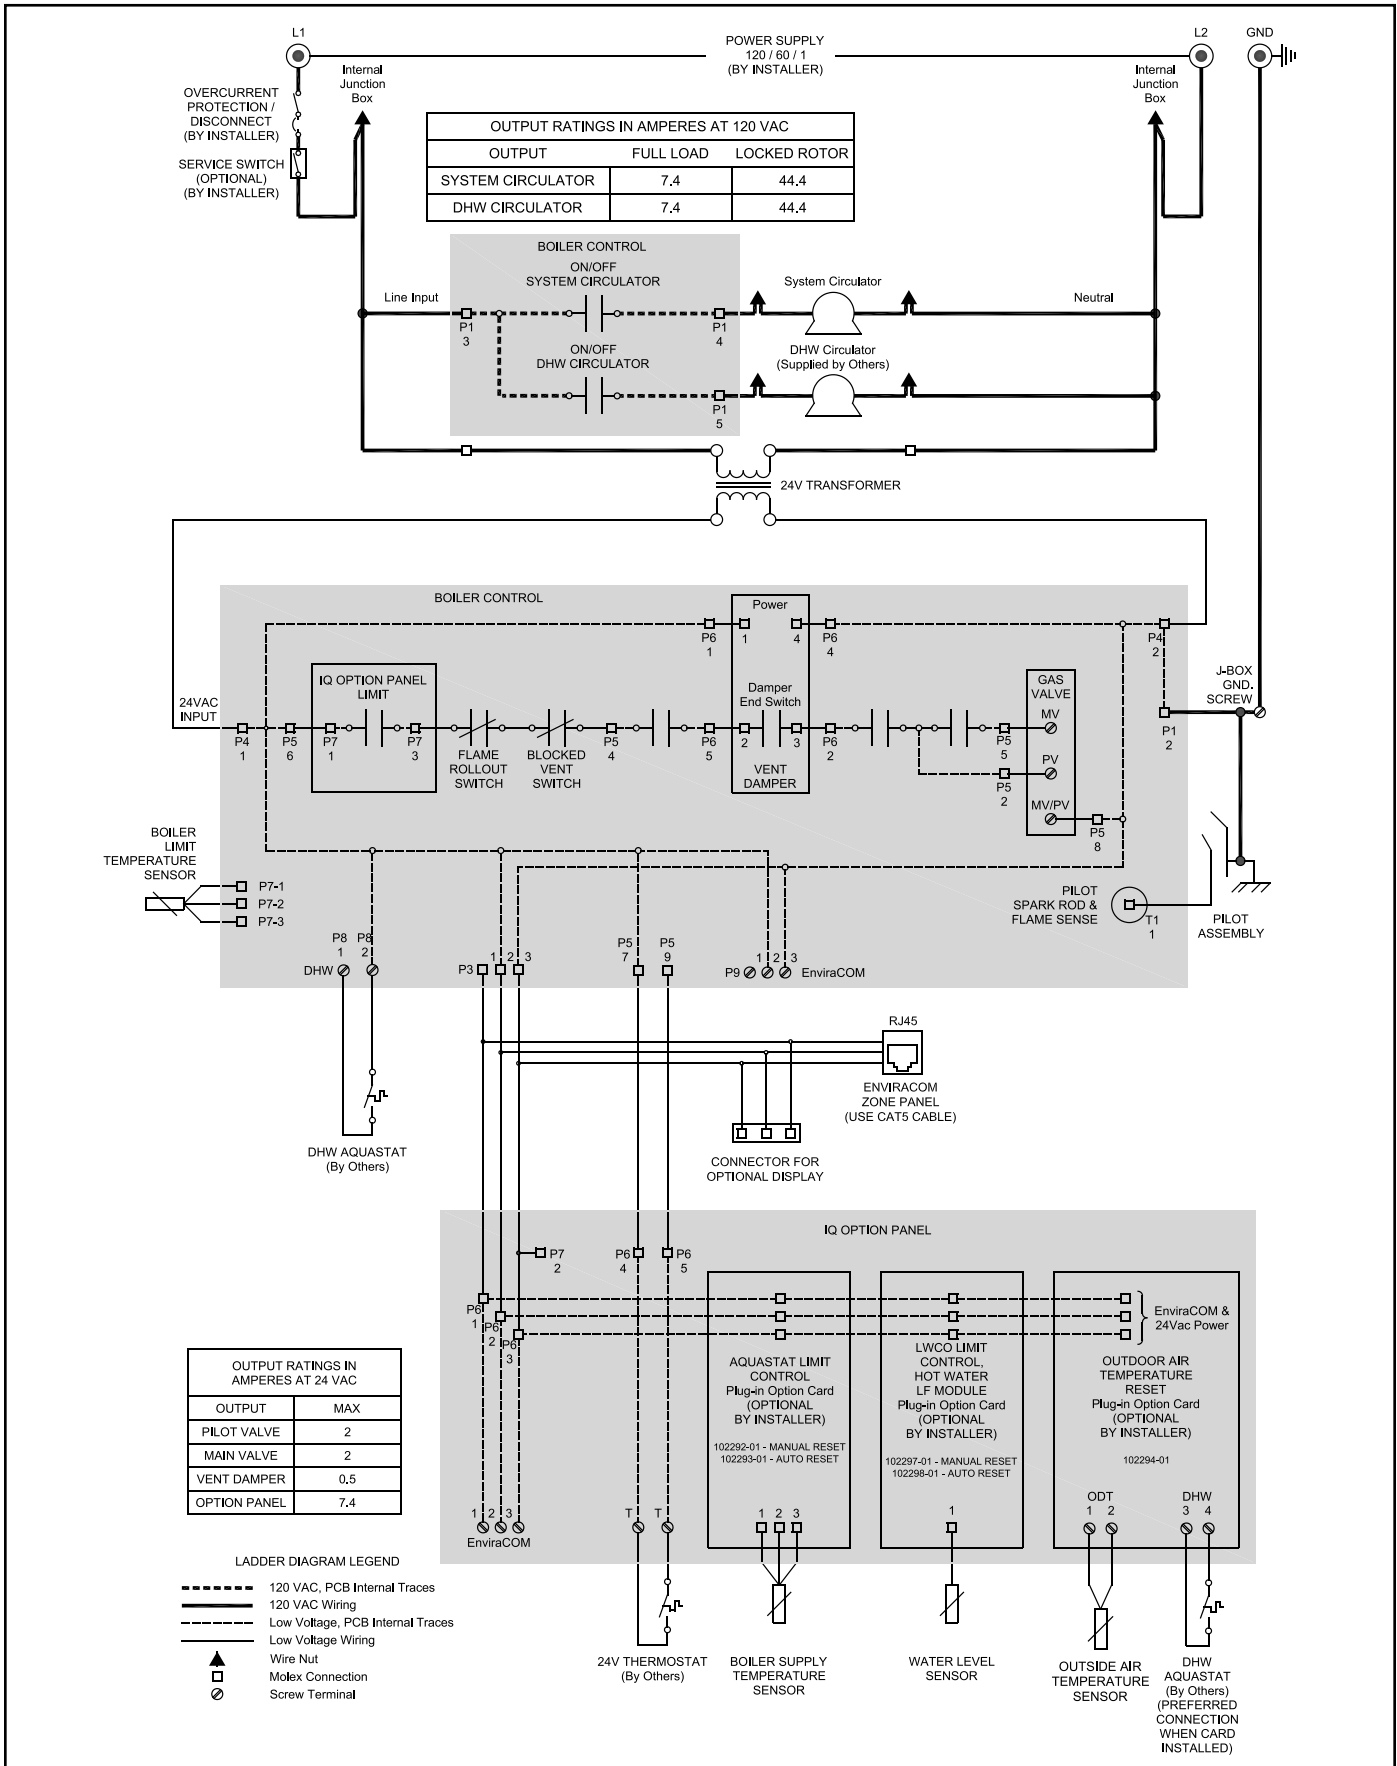 L1
POWER SUPPLY
120 / 60 / 1
(BY INSTALLER)
L2
GND
Internal
Junction
Box
Internal
Junction
Box
OVERCURRENT
PROTECTION /
DISCONNECT
(BY INSTALLER)
SERVICE SWITCH
(OPTIONAL)
(BY INSTALLER)
OUTPUT RATINGS IN AMPERES AT 120 VAC
OUTPUT FULL LOAD LOCKED ROTOR
SYSTEM CIRCULATOR 7.4 44.4
DHW CIRCULATOR 7.4 44.4
BOILER CONTROL
ON/OFF
SYSTEM CIRCULATOR
Line Input
System Circulator
Neutral
P1
3
P1
4
ON/OFF
DHW CIRCULATOR
DHW Circulator
(Supplied by Others)
P1
5
24V TRANSFORMER
BOILER CONTROL
Power
P6
1
1
4
P6
4
P4
2
IQ OPTION PANEL
LIMIT
Damper
End Switch
GAS
VALVE
MV
J-BOX
GND.
SCREW
24VAC
INPUT
P4
1
P5
6
P7
1
P7
3
FLAME
ROLLOUT
SWITCH
BLOCKED
VENT
SWITCH
P5
4
P6
5
2
3
VENT
DAMPER
P6
2
P5
5
P1
2
PV
P5
2
MV/PV
P5
8
BOILER
LIMIT
TEMPERATURE
SENSOR
P7-1
P7-2
P7-3
PILOT
SPARK ROD &
FLAME SENSE
T1
1
PILOT
ASSEMBLY
P8
1
P8
2
DHW
P3
1 2 3
P5
7
P5
9
P9
1 2 3
EnviraCOM
RJ45
ENVIRACOM
ZONE PANEL
(USE CAT5 CABLE)
DHW AQUASTAT
(By Others)
CONNECTOR FOR
OPTIONAL DISPLAY
IQ OPTION PANEL
P7
2
P6
4
P6
5
P6
1
P6
2
P6
3
EnviraCOM &
24Vac Power
AQUASTAT LIMIT
CONTROL
Plug-in Option Card
(OPTIONAL
BY INSTALLER)
102292-01 - MANUAL RESET
102293-01 - AUTO RESET
LWCO LIMIT
CONTROL,
HOT WATER
LF MODULE
Plug-in Option Card
(OPTIONAL
BY INSTALLER)
102297-01 - MANUAL RESET
102298-01 - AUTO RESET
OUTDOOR AIR
TEMPERATURE
RESET
Plug-in Option Card
(OPTIONAL
BY INSTALLER)
102294-01
OUTPUT RATINGS IN
AMPERES AT 24 VAC
OUTPUT MAX
PILOT VALVE 2
MAIN VALVE 2
VENT DAMPER 0.5
OPTION PANEL 7.4
1 2 3
EnviraCOM
T T
1 2 3
1
ODT
1 2
DHW
3 4
LADDER DIAGRAM LEGEND
120 VAC, PCB Internal Traces
120 VAC Wiring
Low Voltage, PCB Internal Traces
Low Voltage Wiring
Wire Nut
Molex Connection
Screw Terminal
24V THERMOSTAT
(By Others)
BOILER SUPPLY
TEMPERATURE
SENSOR
WATER LEVEL
SENSOR
OUTSIDE AIR
TEMPERATURE
SENSOR
DHW
AQUASTAT
(By Others)
(PREFERRED
CONNECTION
WHEN CARD
INSTALLED)